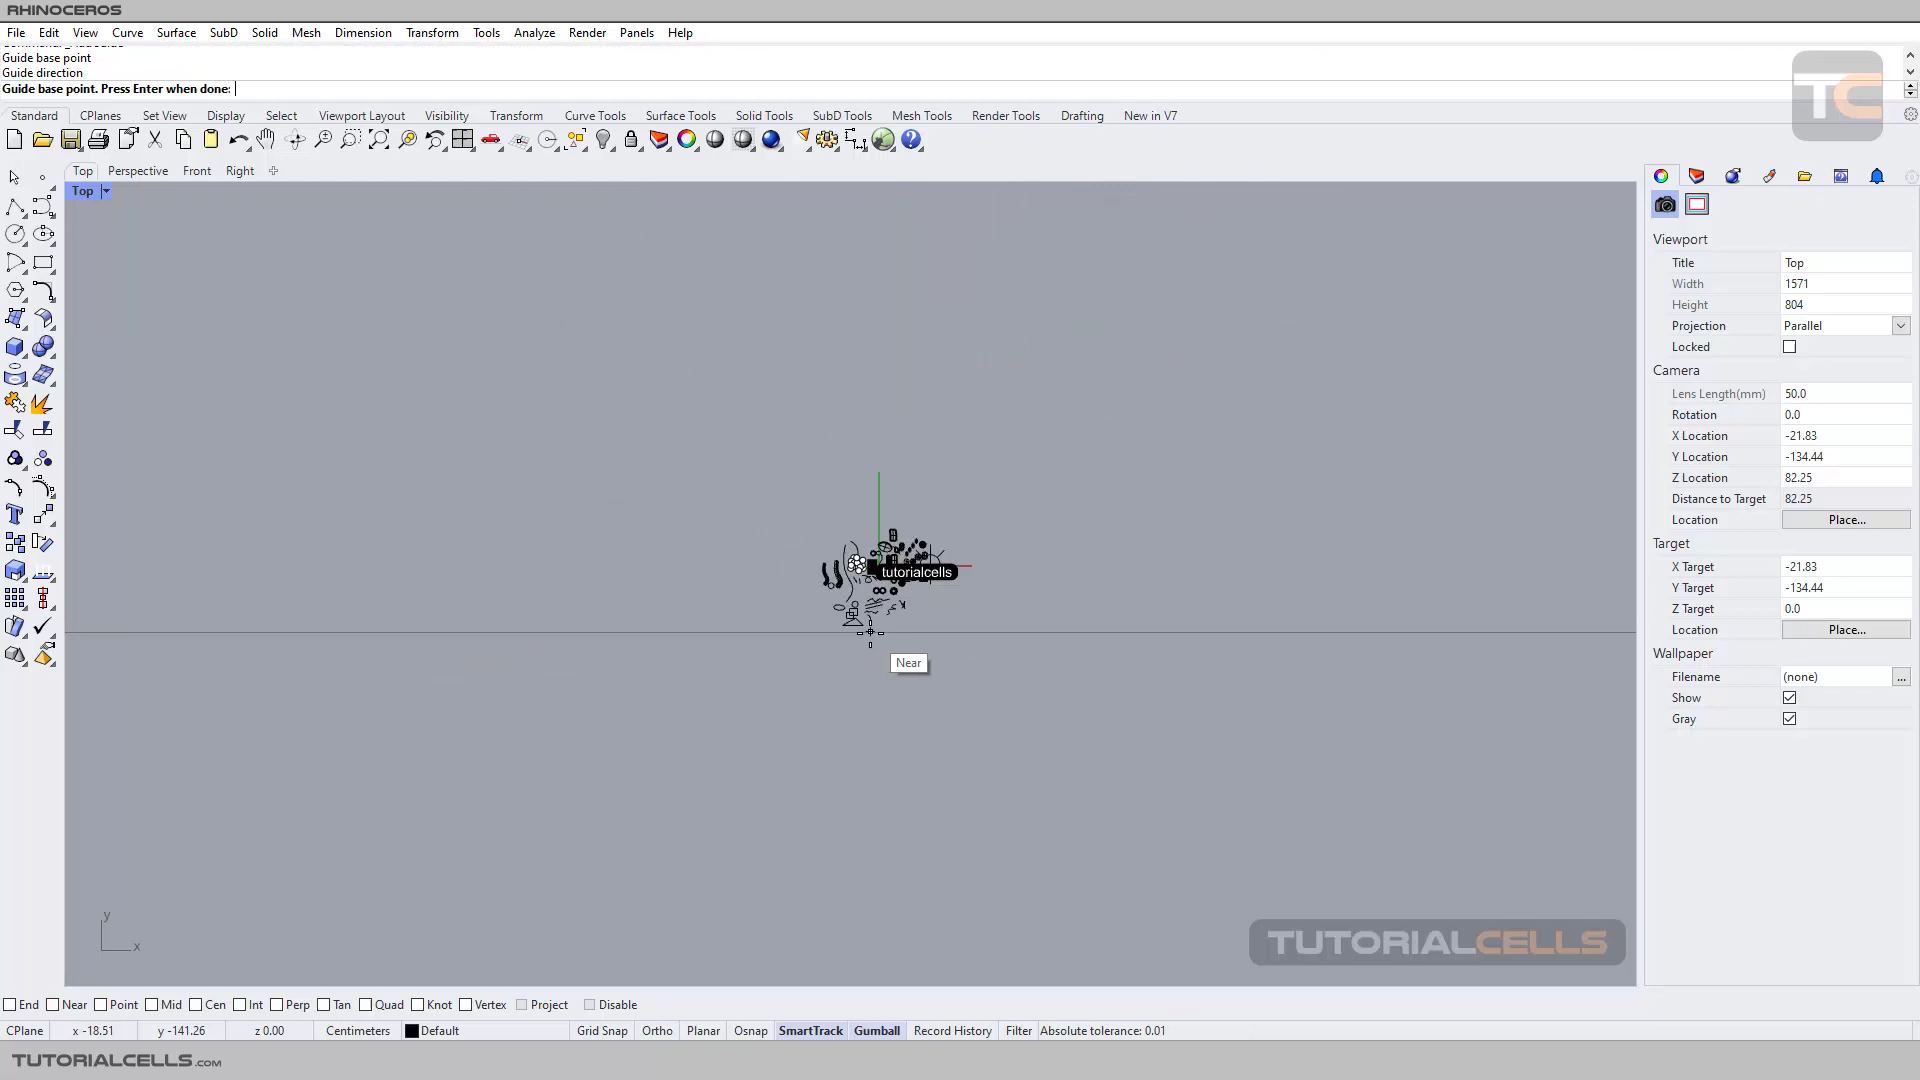 RHINOCEROS
File Edit View Curve Surface SubD Solid Mesh Dimension Transform Tools Analyze Render Panels Help
Guide base point
Guide direction
Guide base point. Press Enter when done:
TC
Standard CPlanes Set View Display Select Viewport Layout Visibility Transform Curve Tools Surface Tools Solid Tools SubD Tools Mesh Tools Render Tools Drafting New in V7
Top Perspective Front Right
Top
Viewport
Title Top
Width 1571
Height 804
Projection Parallel
Locked
Camera
Lens Length(mm) 50.0
Rotation 0.0
X Location -21.83
Y Location -134.44
Z Location 82.25
Distance to Target 82.25
Location Place...
Target
X Target -21.83
Y Target -134.44
Z Target 0.0
Location Place...
Wallpaper
Filename (none) ...
Show
Gray
tutorialcells
Near
y
x
TUTORIALCELLS
End Near Point Mid Cen Int Perp Tan Quad Knot Vertex Project Disable
CPlane x -18.51 y -141.26 z 0.00 Centimeters Default Grid Snap Ortho Planar Osnap SmartTrack Gumball Record History Filter Absolute tolerance: 0.01
TUTORIALCELLS.COM